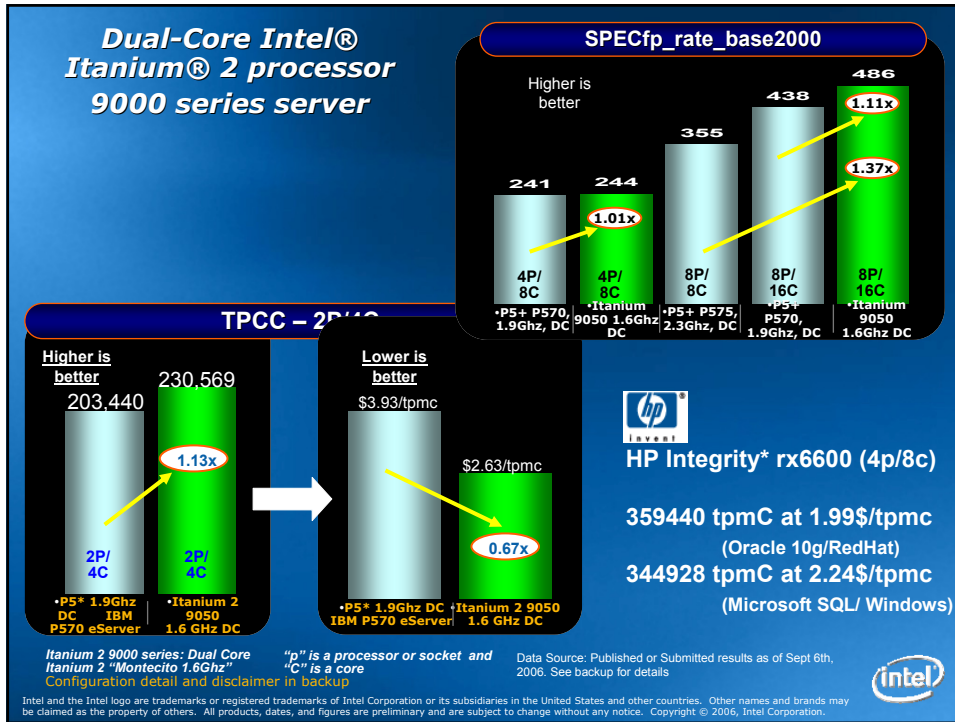 Dual-Core Intel®
Itanium® 2 processor
9000 series server
SPECfp_rate_base2000
Higher is
better
241
244
355
438
486
1.01x
1.11x
1.37x
4P/
8C
4P/
8C
8P/
8C
8P/
16C
8P/
16C
•P5+ P570,
1.9Ghz, DC
•Itanium
9050 1.6Ghz
DC
•P5+ P575,
2.3Ghz, DC
•P5+
P570,
1.9Ghz, DC
•Itanium
9050
1.6Ghz DC
TPCC – 2P/4C
Higher is
better
203,440
230,569
1.13x
2P/
4C
2P/
4C
•P5* 1.9Ghz
DC IBM
P570 eServer
•Itanium 2
9050
1.6 GHz DC
Lower is
better
$3.93/tpmc
$2.63/tpmc
0.67x
•P5* 1.9Ghz DC
IBM P570 eServer
•Itanium 2 9050
1.6 GHz DC
hp
invent
HP Integrity* rx6600 (4p/8c)
359440 tpmC at 1.99$/tpmc
(Oracle 10g/RedHat)
344928 tpmC at 2.24$/tpmc
(Microsoft SQL/ Windows)
Itanium 2 9000 series: Dual Core
Itanium 2 “Montecito 1.6Ghz”
“p” is a processor or socket and
“C” is a core
Configuration detail and disclaimer in backup
Data Source: Published or Submitted results as of Sept 6th,
2006. See backup for details
intel
Intel and the Intel logo are trademarks or registered trademarks of Intel Corporation or its subsidiaries in the United States and other countries. Other names and brands may
be claimed as the property of others. All products, dates, and figures are preliminary and are subject to change without any notice. Copyright © 2006, Intel Corporation.